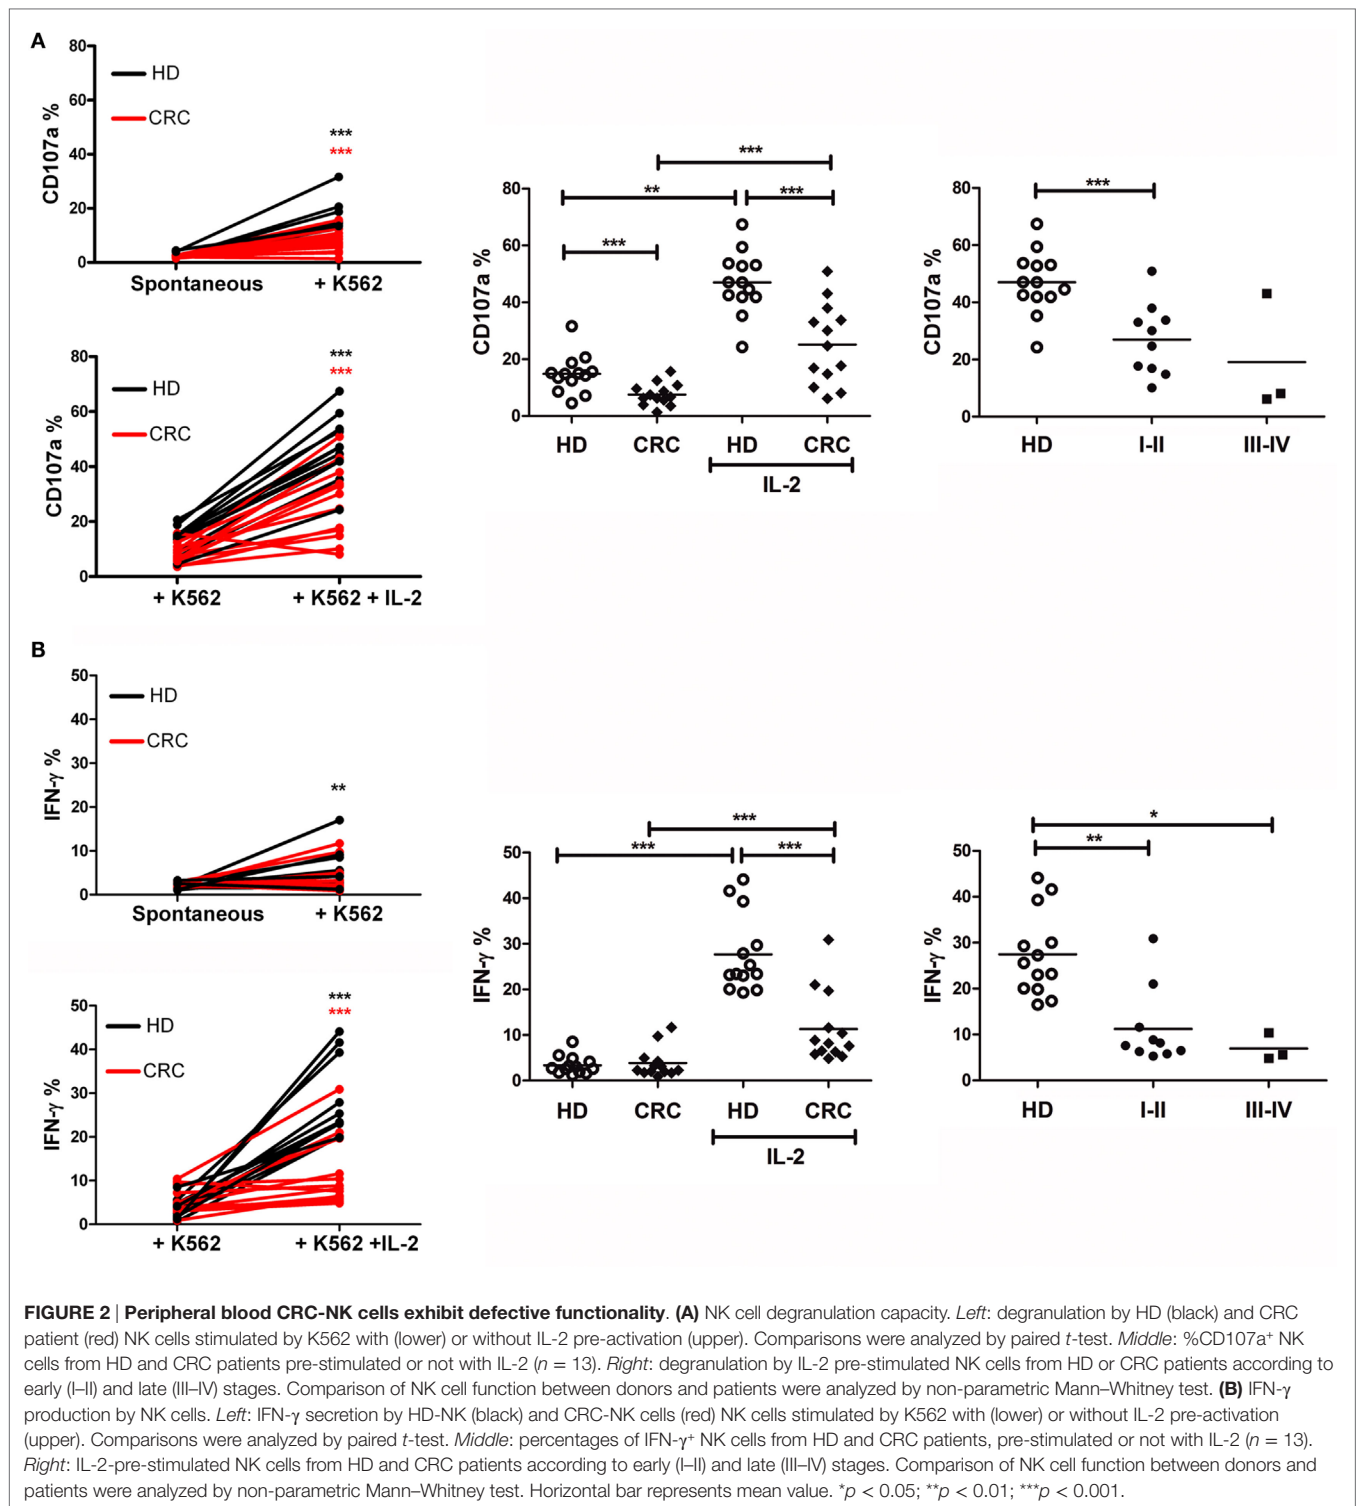 A
80
60
40
20
0
CD107a %
HD
CRC
***
***
Spontaneous
+ K562
80
60
40
20
0
CD107a %
HD
CRC
***
***
+ K562
+ K562 + IL-2
***
**
***
***
80
60
40
20
0
CD107a %
HD
CRC
HD
CRC
IL-2
***
80
60
40
20
0
CD107a %
HD
I-II
III-IV
B
50
40
30
20
10
0
IFN-γ %
HD
CRC
**
Spontaneous
+ K562
50
40
30
20
10
0
IFN-γ %
HD
CRC
***
***
+ K562
+ K562 +IL-2
***
***
***
50
40
30
20
10
0
IFN-γ %
HD
CRC
HD
CRC
IL-2
*
**
50
40
30
20
10
0
IFN-γ %
HD
I-II
III-IV
FIGURE 2 | Peripheral blood CRC-NK cells exhibit defective functionality. (A) NK cell degranulation capacity. Left: degranulation by HD (black) and CRC
patient (red) NK cells stimulated by K562 with (lower) or without IL-2 pre-activation (upper). Comparisons were analyzed by paired t-test. Middle: %CD107a⁺ NK
cells from HD and CRC patients pre-stimulated or not with IL-2 (n = 13). Right: degranulation by IL-2 pre-stimulated NK cells from HD or CRC patients according to
early (I–II) and late (III–IV) stages. Comparison of NK cell function between donors and patients were analyzed by non-parametric Mann–Whitney test. (B) IFN-γ
production by NK cells. Left: IFN-γ secretion by HD-NK (black) and CRC-NK cells (red) NK cells stimulated by K562 with (lower) or without IL-2 pre-activation
(upper). Comparisons were analyzed by paired t-test. Middle: percentages of IFN-γ⁺ NK cells from HD and CRC patients, pre-stimulated or not with IL-2 (n = 13).
Right: IL-2-pre-stimulated NK cells from HD and CRC patients according to early (I–II) and late (III–IV) stages. Comparison of NK cell function between donors and
patients were analyzed by non-parametric Mann–Whitney test. Horizontal bar represents mean value. *p < 0.05; **p < 0.01; ***p < 0.001.